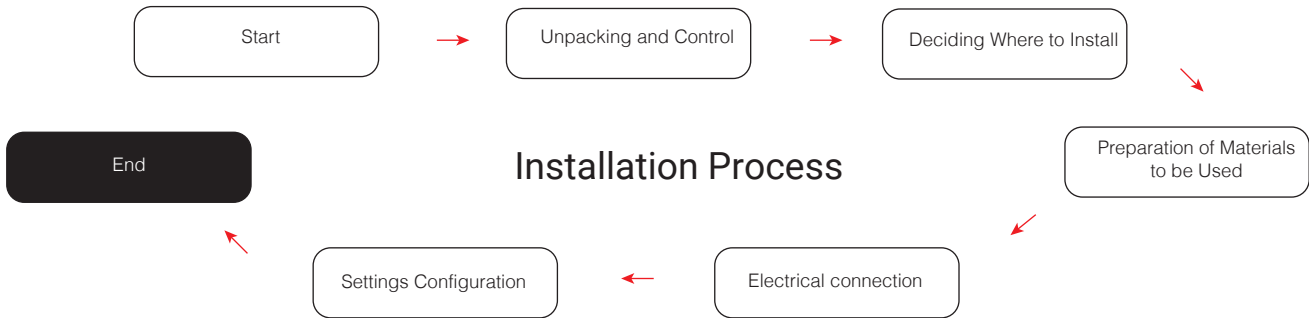 Start
Unpacking and Control
Deciding Where to Install
Preparation of Materials
to be Used
Electrical connection
Settings Configuration
End
Installation Process